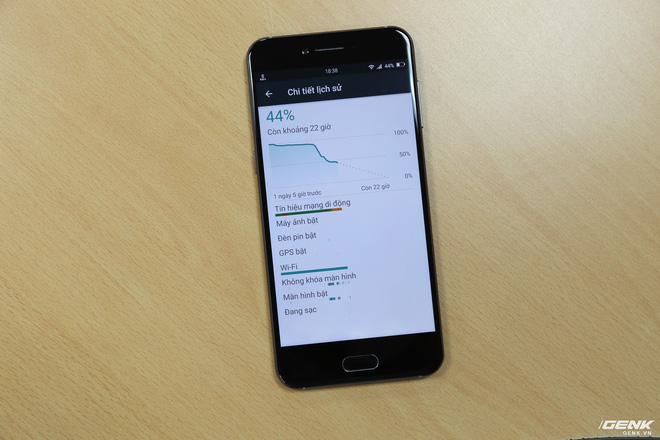 18:38
44%
Chi tiết lịch sử
44%
Còn khoảng 22 giờ
100%
50%
0%
1 ngày 5 giờ trước
Còn 22 giờ
Tín hiệu mạng di động
Máy ảnh bật
Đèn pin bật
GPS bật
Wi-Fi
Không khóa màn hình
Màn hình bật
Đang sạc
GENK
GENK.VN